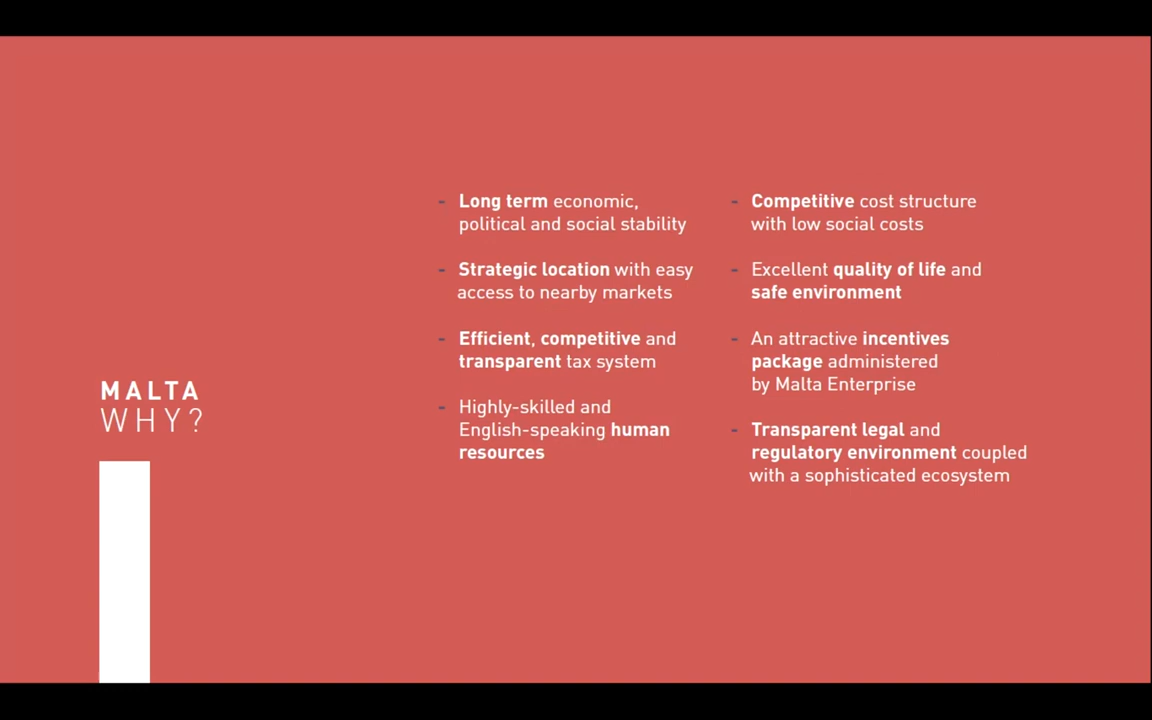 MALTA
WHY?
- Long term economic,
political and social stability
- Strategic location with easy
access to nearby markets
- Efficient, competitive and
transparent tax system
- Highly-skilled and
English-speaking human
resources
- Competitive cost structure
with low social costs
- Excellent quality of life and
safe environment
- An attractive incentives
package administered
by Malta Enterprise
- Transparent legal and
regulatory environment coupled
with a sophisticated ecosystem